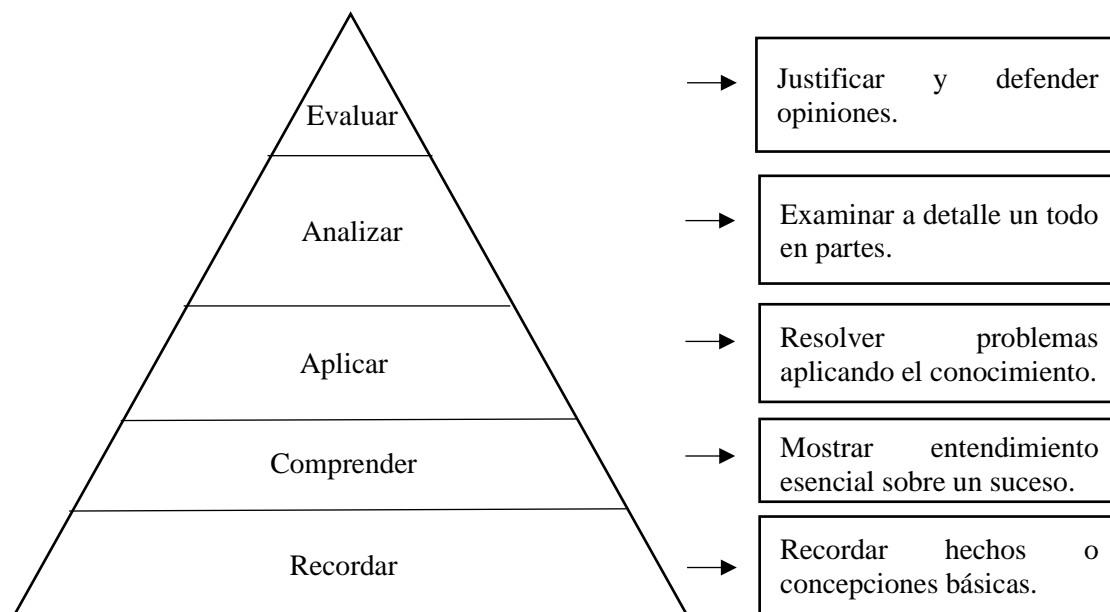 Evaluar
Justificar y defender
opiniones.
Analizar
Examinar a detalle un todo
en partes.
Aplicar
Resolver problemas
aplicando el conocimiento.
Comprender
Mostrar entendimiento
esencial sobre un suceso.
Recordar
Recordar hechos o
concepciones básicas.